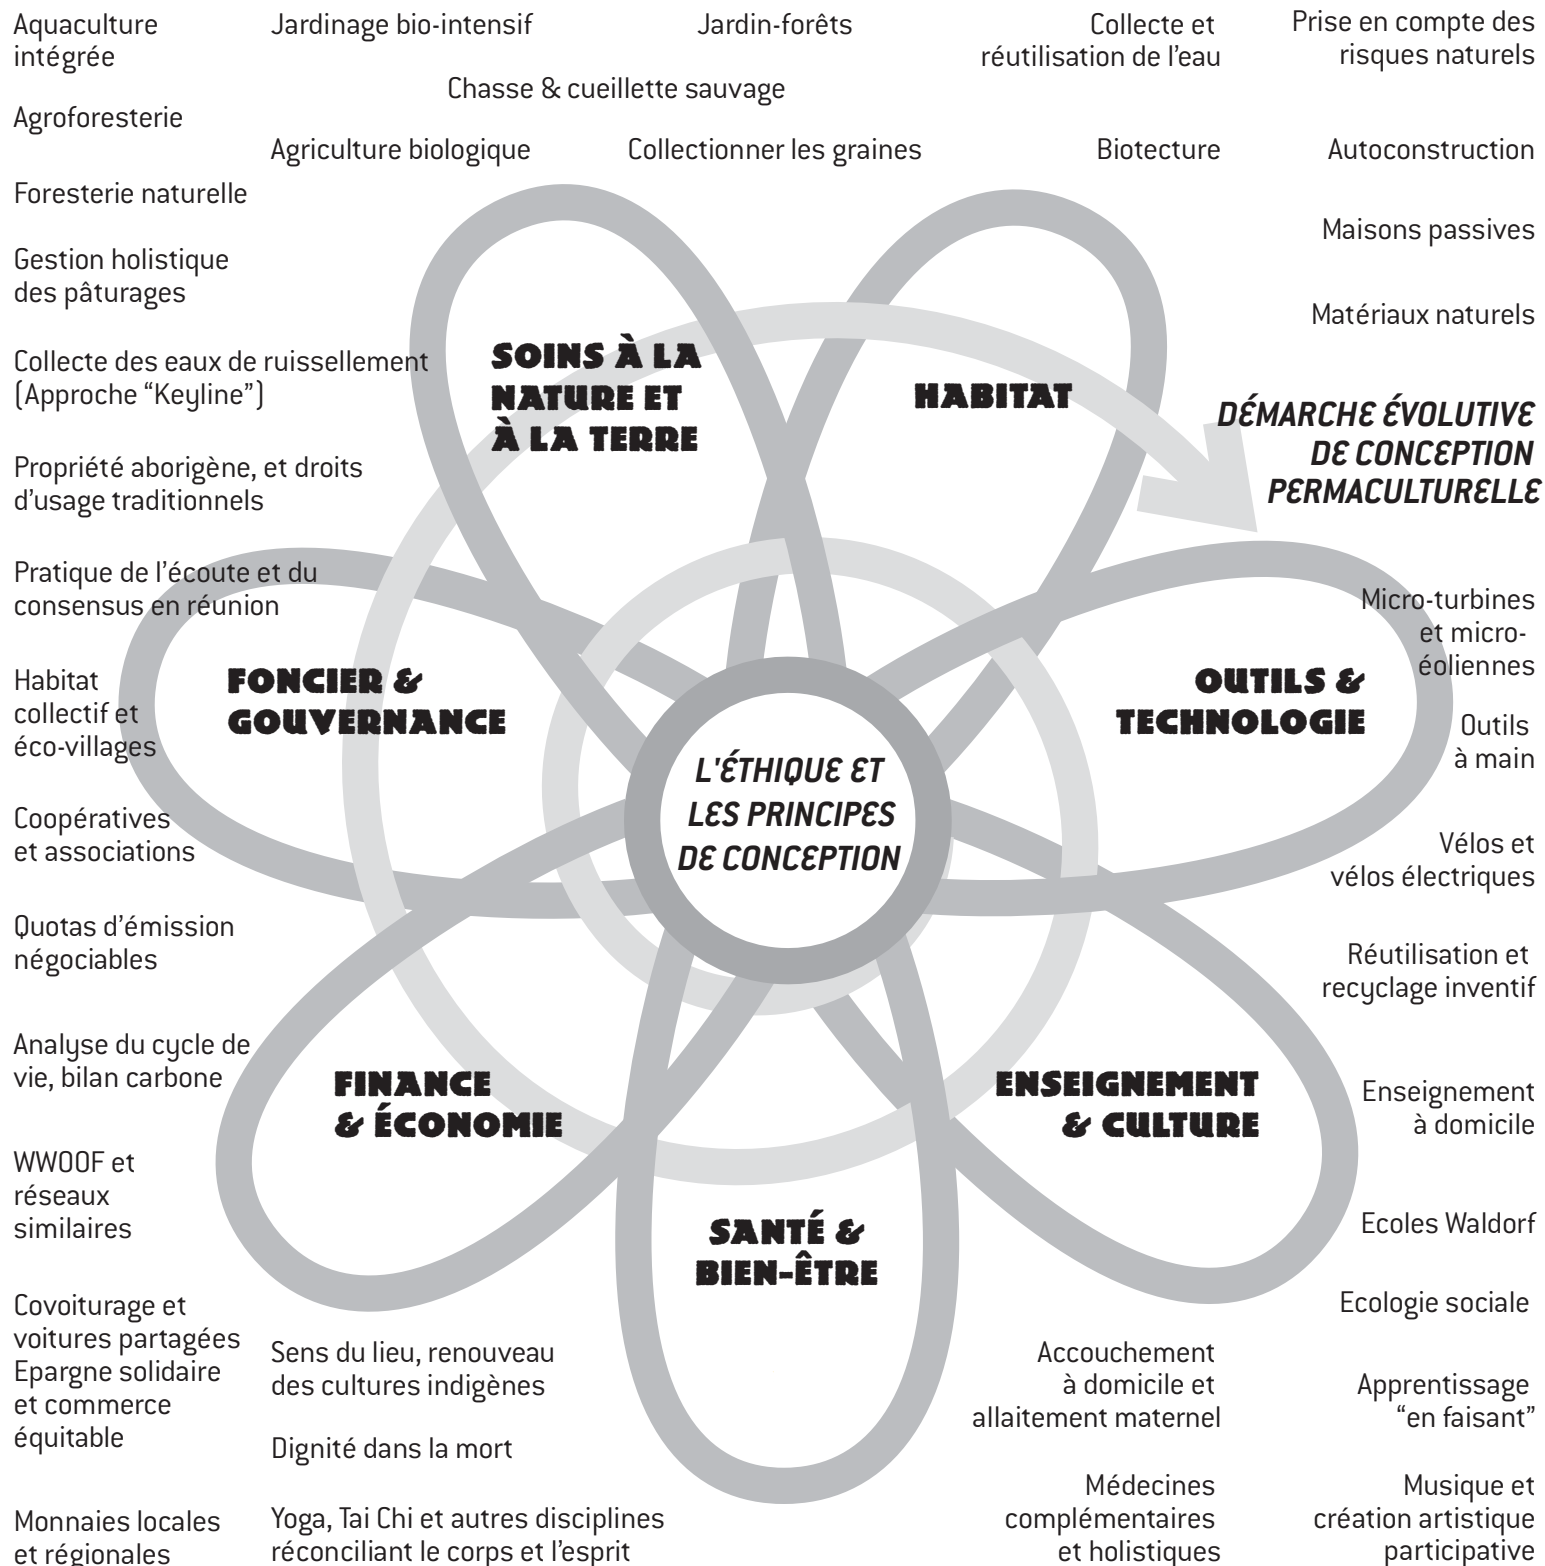 Aquaculture
intégrée
Jardinage bio-intensif
Jardin-forêts
Collecte et
réutilisation de l’eau
Prise en compte des
risques naturels
Chasse & cueillette sauvage
Agroforesterie
Agriculture biologique
Collectionner les graines
Biotecture
Autoconstruction
Foresterie naturelle
Maisons passives
Gestion holistique
des pâturages
Matériaux naturels
Collecte des eaux de ruissellement
(Approche “Keyline”)
SOINS À LA
NATURE ET
À LA TERRE
HABITAT
DÉMARCHE ÉVOLUTIVE
DE CONCEPTION
PERMACULTURELLE
Propriété aborigène, et droits
d’usage traditionnels
Pratique de l’écoute et du
consensus en réunion
Micro-turbines
et micro-
éoliennes
Habitat
collectif et
éco-villages
FONCIER &
GOUVERNANCE
OUTILS &
TECHNOLOGIE
Outils
à main
L'ÉTHIQUE ET
LES PRINCIPES
DE CONCEPTION
Coopératives
et associations
Vélos et
vélos électriques
Quotas d’émission
négociables
Réutilisation et
recyclage inventif
Analyse du cycle de
vie, bilan carbone
FINANCE
& ÉCONOMIE
ENSEIGNEMENT
& CULTURE
Enseignement
à domicile
WWOOF et
réseaux
similaires
SANTÉ &
BIEN-ÊTRE
Ecoles Waldorf
Covoiturage et
voitures partagées
Epargne solidaire
et commerce
équitable
Ecologie sociale
Sens du lieu, renouveau
des cultures indigènes
Accouchement
à domicile et
allaitement maternel
Apprentissage
“en faisant”
Dignité dans la mort
Monnaies locales
et régionales
Yoga, Tai Chi et autres disciplines
réconciliant le corps et l’esprit
Médecines
complémentaires
et holistiques
Musique et
création artistique
participative